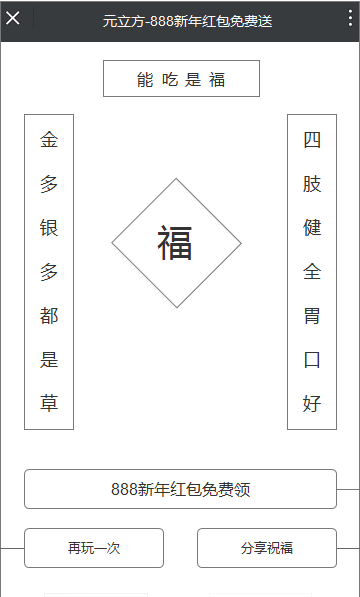 元立方-888新年红包免费送
能吃是福
金多银多都是草
福
四肢健全胃口好
888新年红包免费领
再玩一次
分享祝福